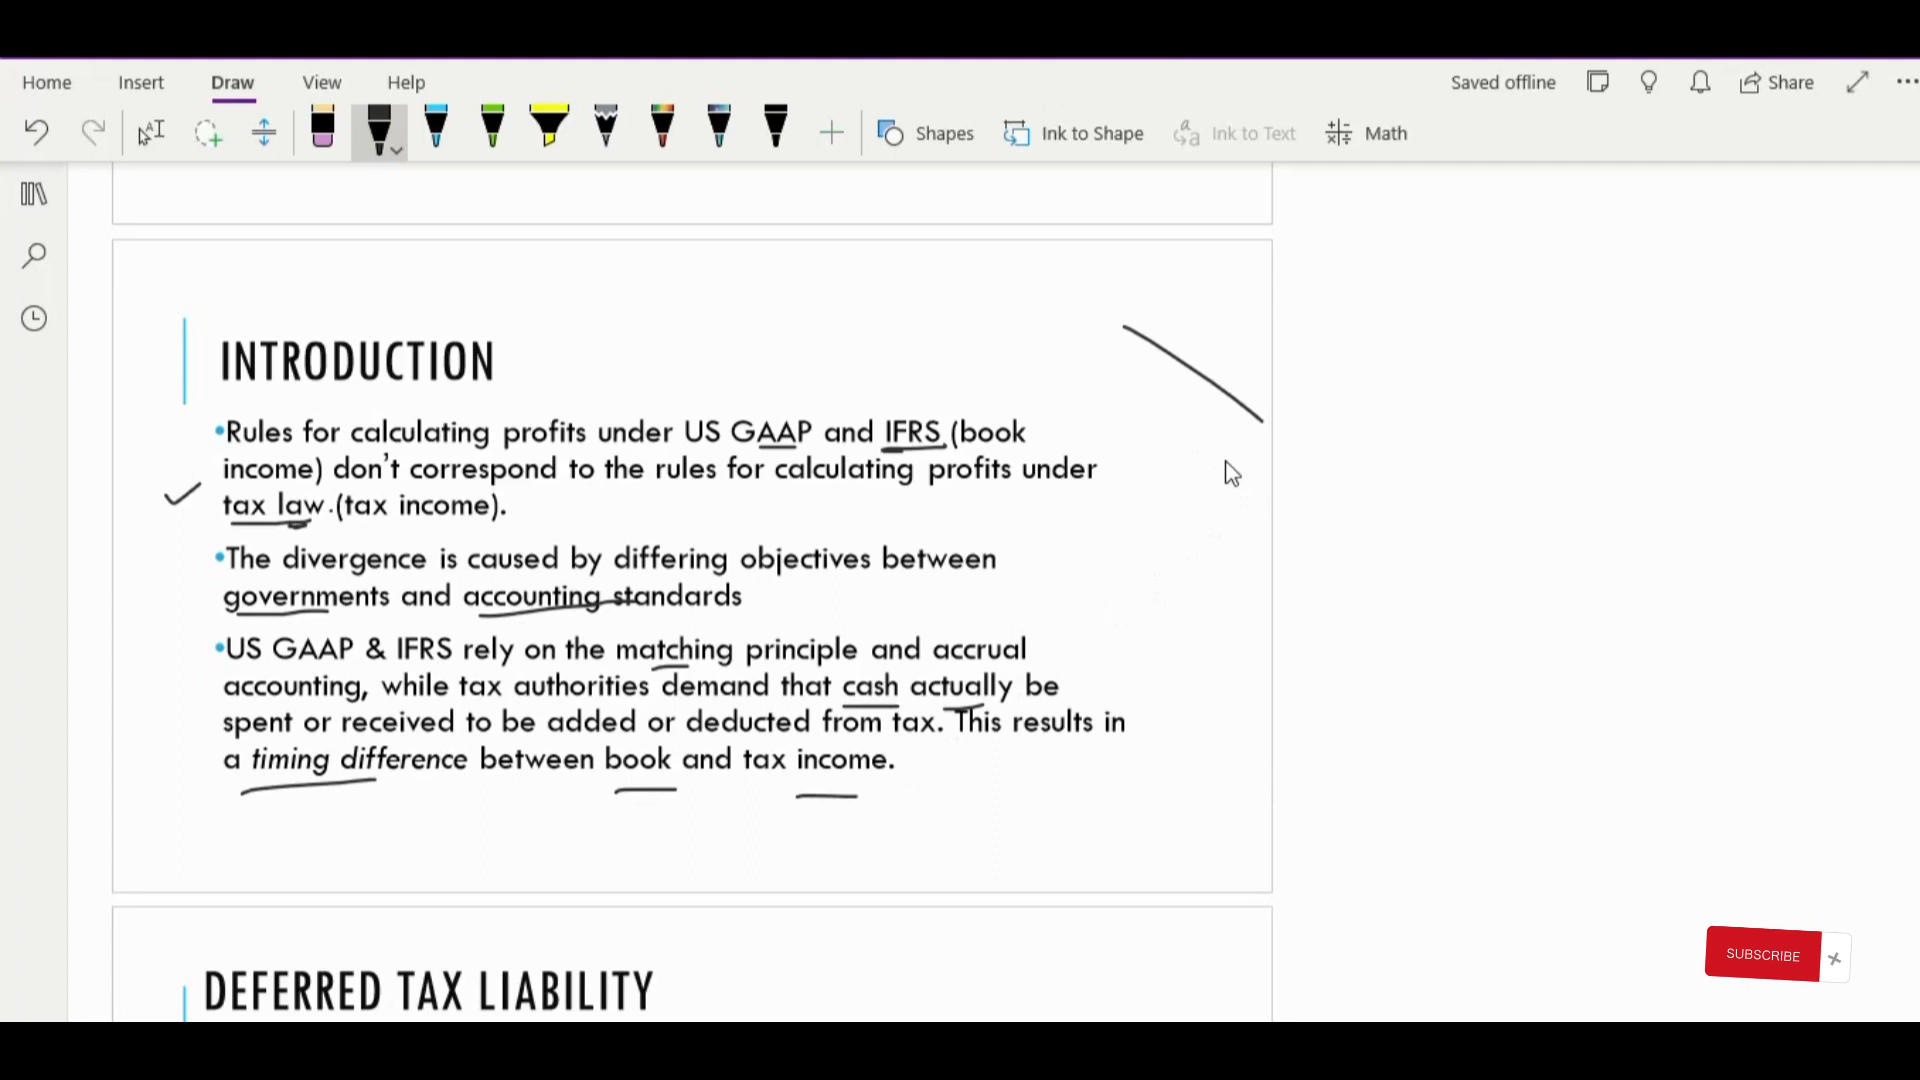 Home Insert Draw View Help Saved offline Share
Shapes Ink to Shape Ink to Text Math
INTRODUCTION
•Rules for calculating profits under US GAAP and IFRS (book
income) don't correspond to the rules for calculating profits under
tax law (tax income).
•The divergence is caused by differing objectives between
governments and accounting standards
•US GAAP & IFRS rely on the matching principle and accrual
accounting, while tax authorities demand that cash actually be
spent or received to be added or deducted from tax. This results in
a timing difference between book and tax income.
SUBSCRIBE
DEFERRED TAX LIABILITY